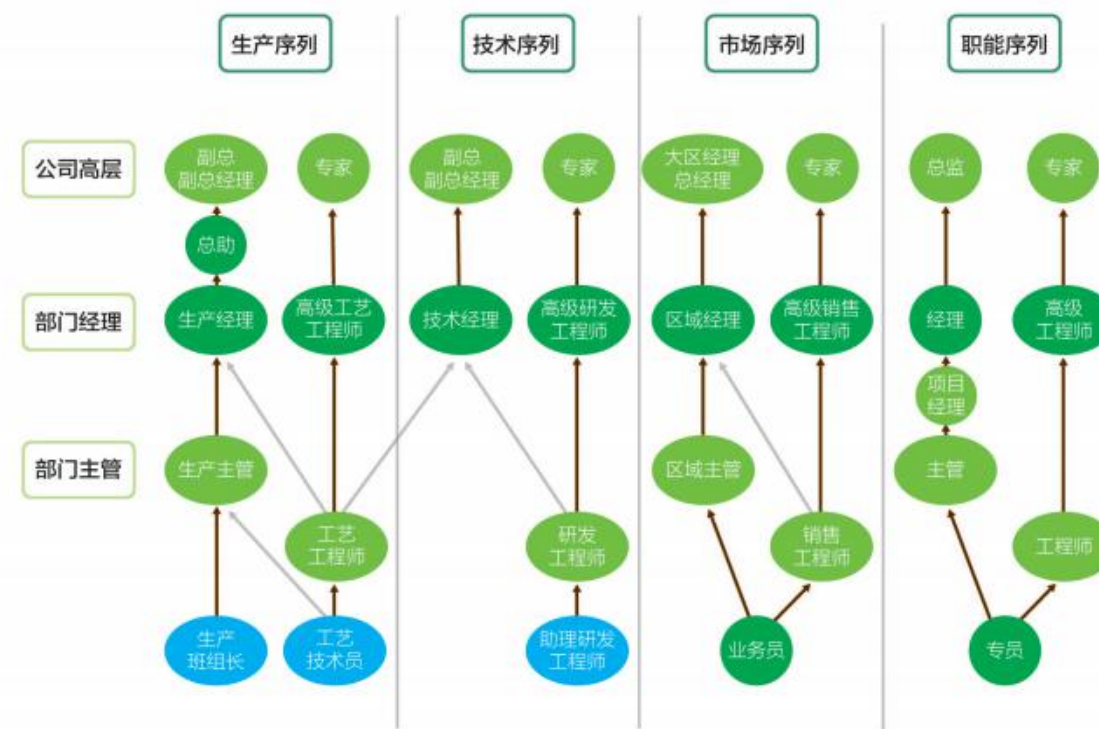 生产序列
技术序列
市场序列
职能序列
公司高层
副总
副总经理
专家
副总
副总经理
专家
大区经理
总经理
专家
总监
专家
总助
部门经理
生产经理
高级工艺
工程师
技术经理
高级研发
工程师
区域经理
高级销售
工程师
经理
高级
工程师
项目
经理
部门主管
生产主管
区域主管
主管
工艺
工程师
研发
工程师
销售
工程师
工程师
生产
班组长
工艺
技术员
助理研发
工程师
业务员
专员